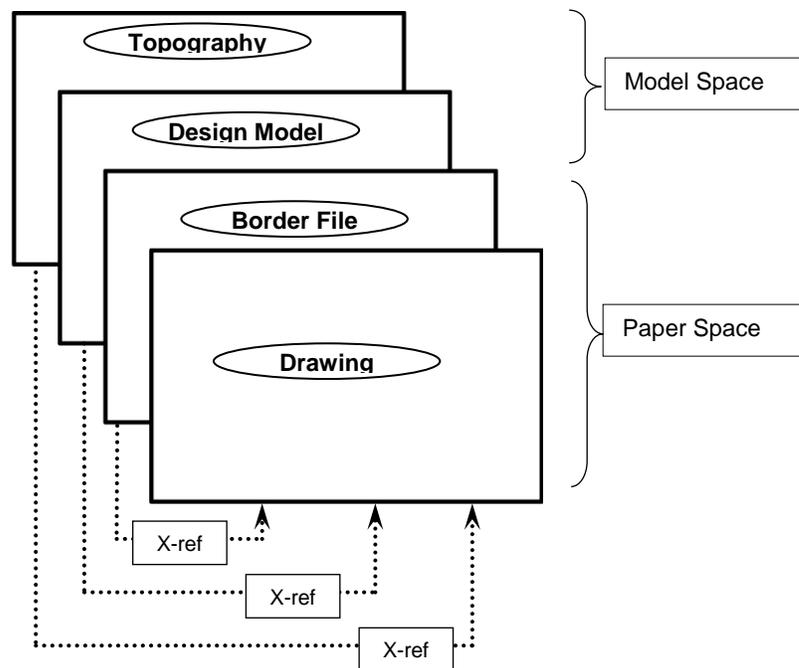 Topography
Model Space
Design Model
Border File
Paper Space
Drawing
X-ref
X-ref
X-ref